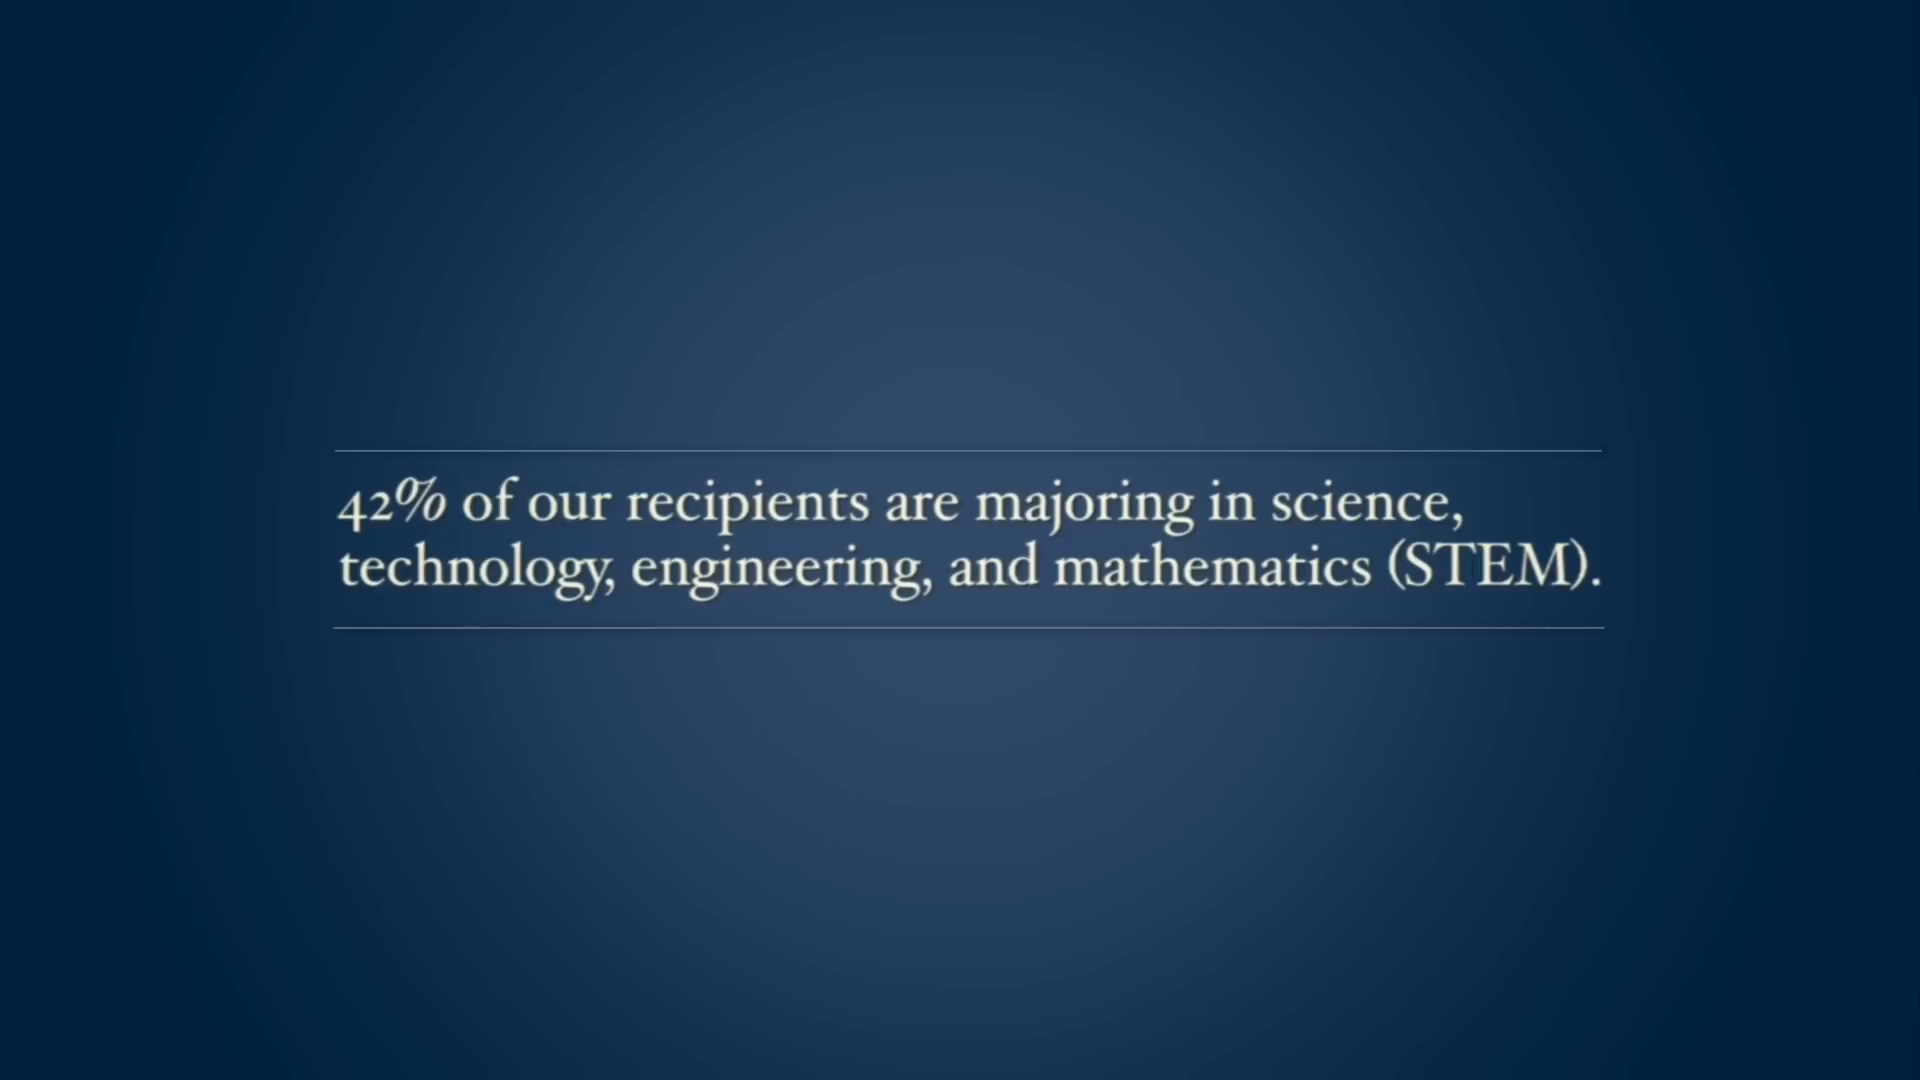 42% of our recipients are majoring in science,
technology, engineering, and mathematics (STEM).